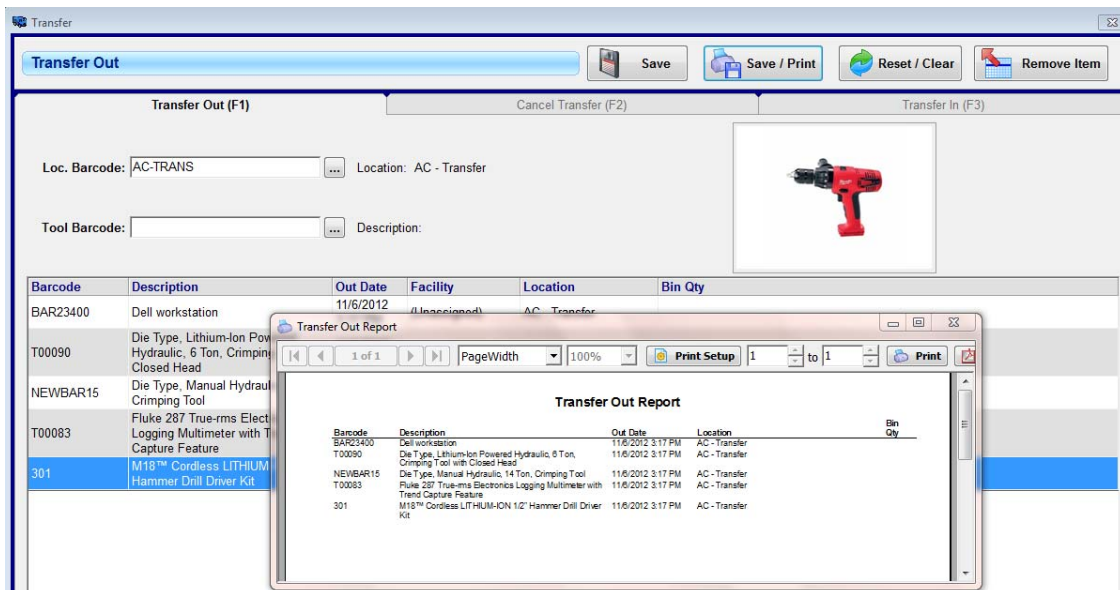 Transfer
Transfer Out
Save
Save / Print
Reset / Clear
Remove Item
Transfer Out (F1)
Cancel Transfer (F2)
Transfer In (F3)
Loc. Barcode: AC-TRANS ... Location: AC - Transfer
Tool Barcode: ... Description:
Barcode Description Out Date Facility Location Bin Qty
BAR23400 Dell workstation 11/6/2012 (Unassigned) AC - Transfer
T00090 Die Type, Lithium-Ion Pow
Hydraulic, 6 Ton, Crimping
Closed Head
NEWBAR15 Die Type, Manual Hydraul
Crimping Tool
T00083 Fluke 287 True-rms Elect
Logging Multimeter with T
Capture Feature
301 M18™ Cordless LITHIUM
Hammer Drill Driver Kit
Transfer Out Report
1 of 1 PageWidth 100% Print Setup 1 to 1 Print
Transfer Out Report
Barcode Description Out Date Location Bin
Qty
BAR23400 Dell workstation 11/6/2012 3:17 PM AC - Transfer
T00090 Die Type, Lithium-Ion Powered Hydraulic, 6 Ton, 11/6/2012 3:17 PM AC - Transfer
Crimping Tool with Closed Head
NEWBAR15 Die Type, Manual Hydraulic, 14 Ton, Crimping Tool 11/6/2012 3:17 PM AC - Transfer
T00083 Fluke 287 True-rms Electronics Logging Multimeter with 11/6/2012 3:17 PM AC - Transfer
Trend Capture Feature
301 M18™ Cordless LITHIUM-ION 1/2" Hammer Drill Driver 11/6/2012 3:17 PM AC - Transfer
Kit